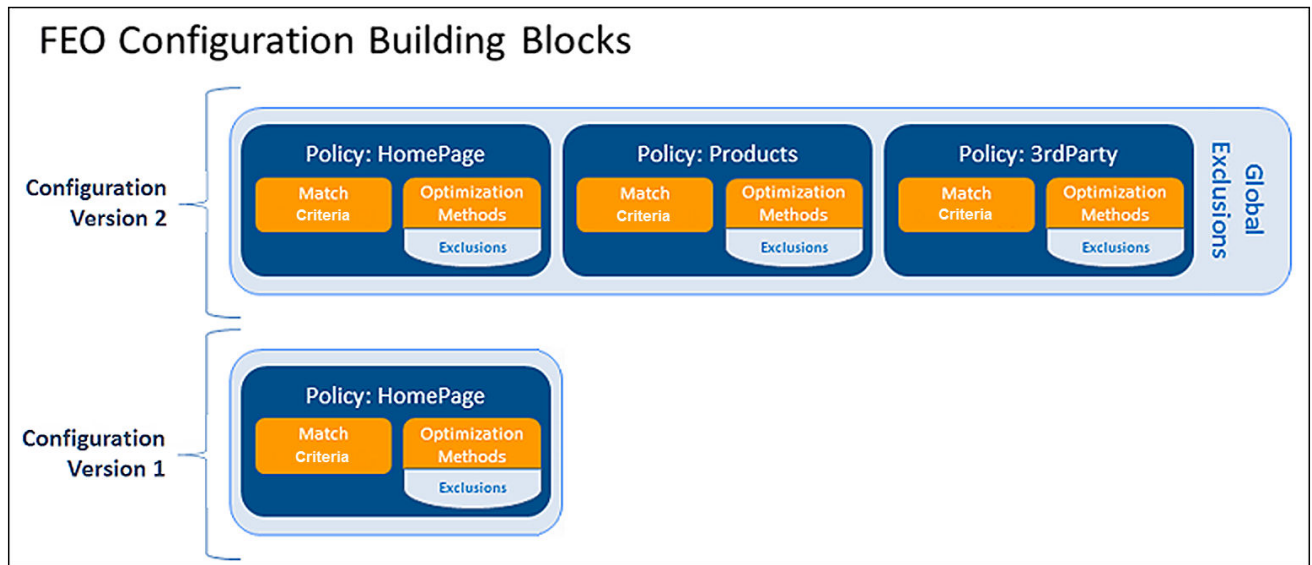 FEO Configuration Building Blocks
Configuration
Version 2
Policy: HomePage
Match
Criteria
Optimization
Methods
Exclusions
Policy: Products
Match
Criteria
Optimization
Methods
Exclusions
Policy: 3rdParty
Match
Criteria
Optimization
Methods
Exclusions
Global
Exclusions
Configuration
Version 1
Policy: HomePage
Match
Criteria
Optimization
Methods
Exclusions